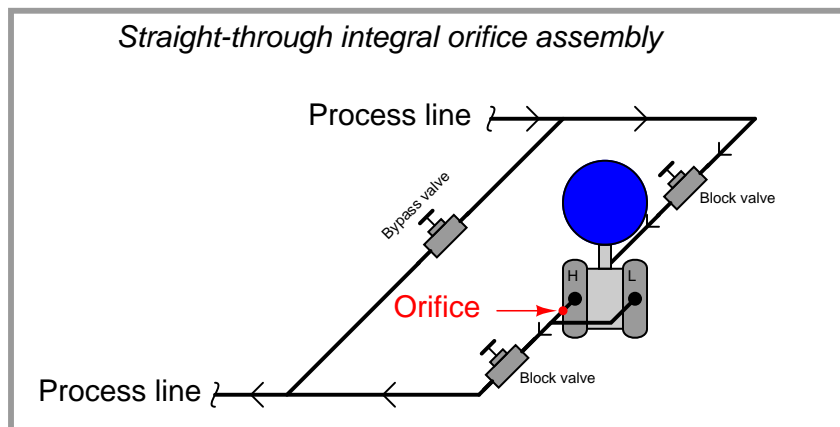 Straight-through integral orifice assembly
Process line
Bypass valve
Block valve
H
L
Orifice
Block valve
Process line